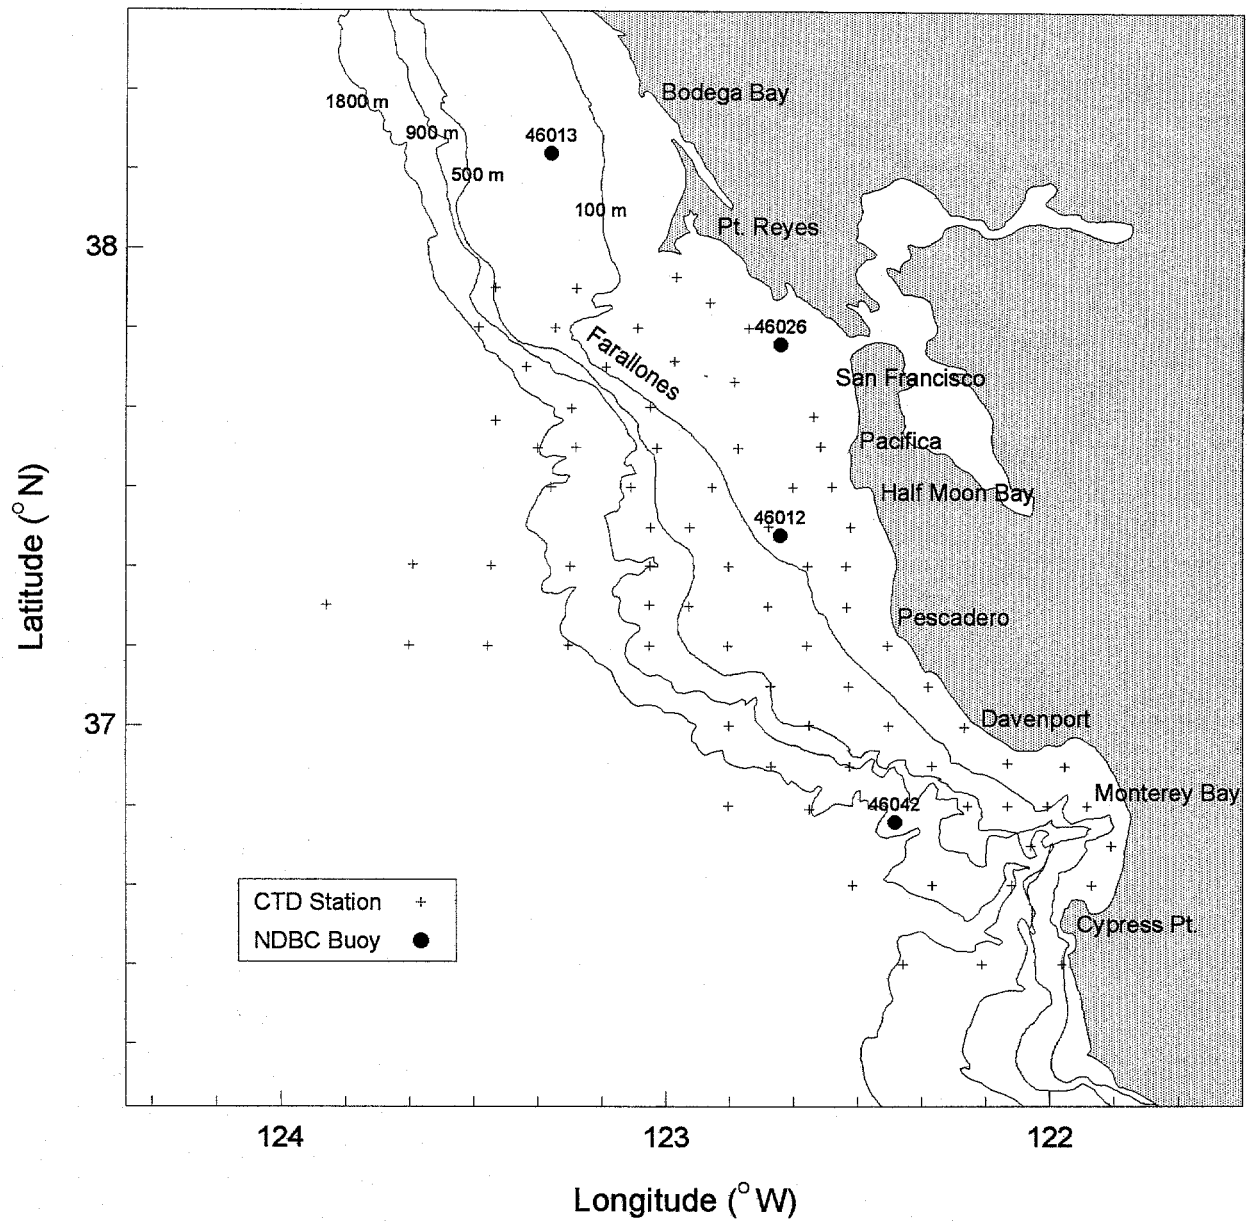 Bodega Bay
1800 m
900 m
46013
500 m
100 m
Pt. Reyes
38
46026
Farallones
San Francisco
Pacifica
Half Moon Bay
46012
Latitude (°N)
Pescadero
37
Davenport
Monterey Bay
46042
CTD Station +
NDBC Buoy ●
Cypress Pt.
124 123 122
Longitude (°W)